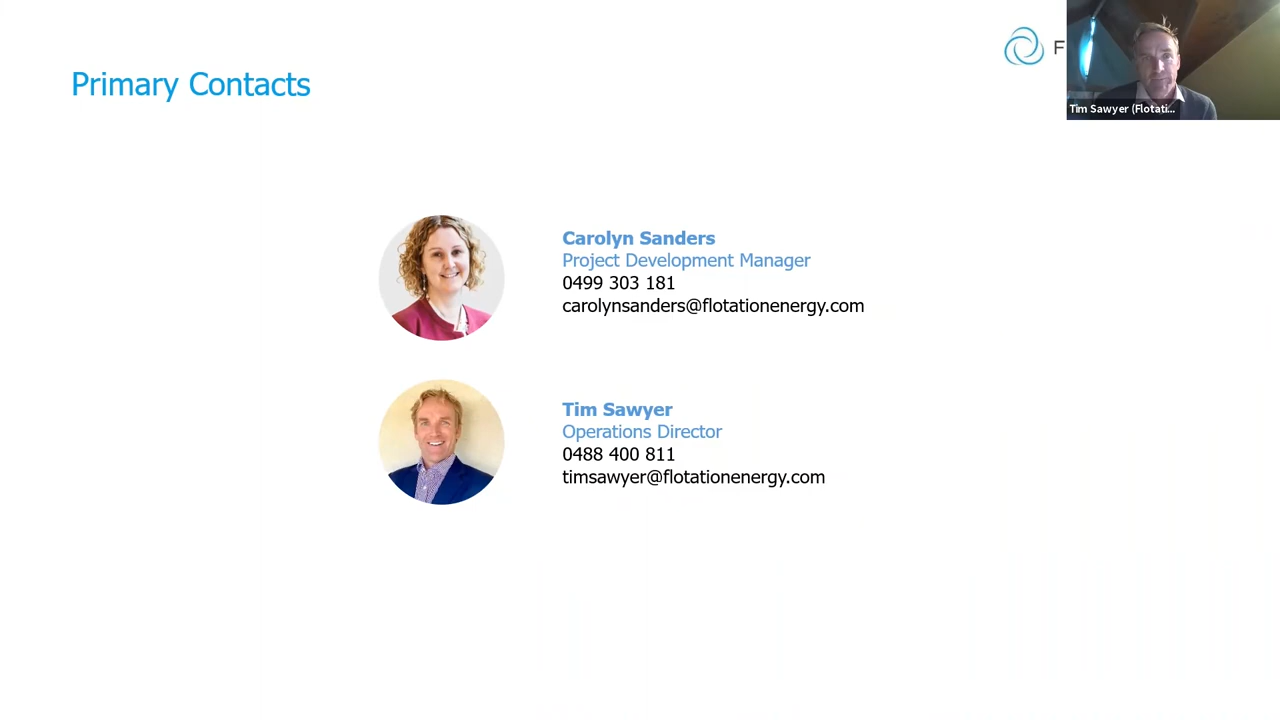 Primary Contacts
F
Tim Sawyer (Flotati...
Carolyn Sanders
Project Development Manager
0499 303 181
carolynsanders@flotationenergy.com
Tim Sawyer
Operations Director
0488 400 811
timsawyer@flotationenergy.com